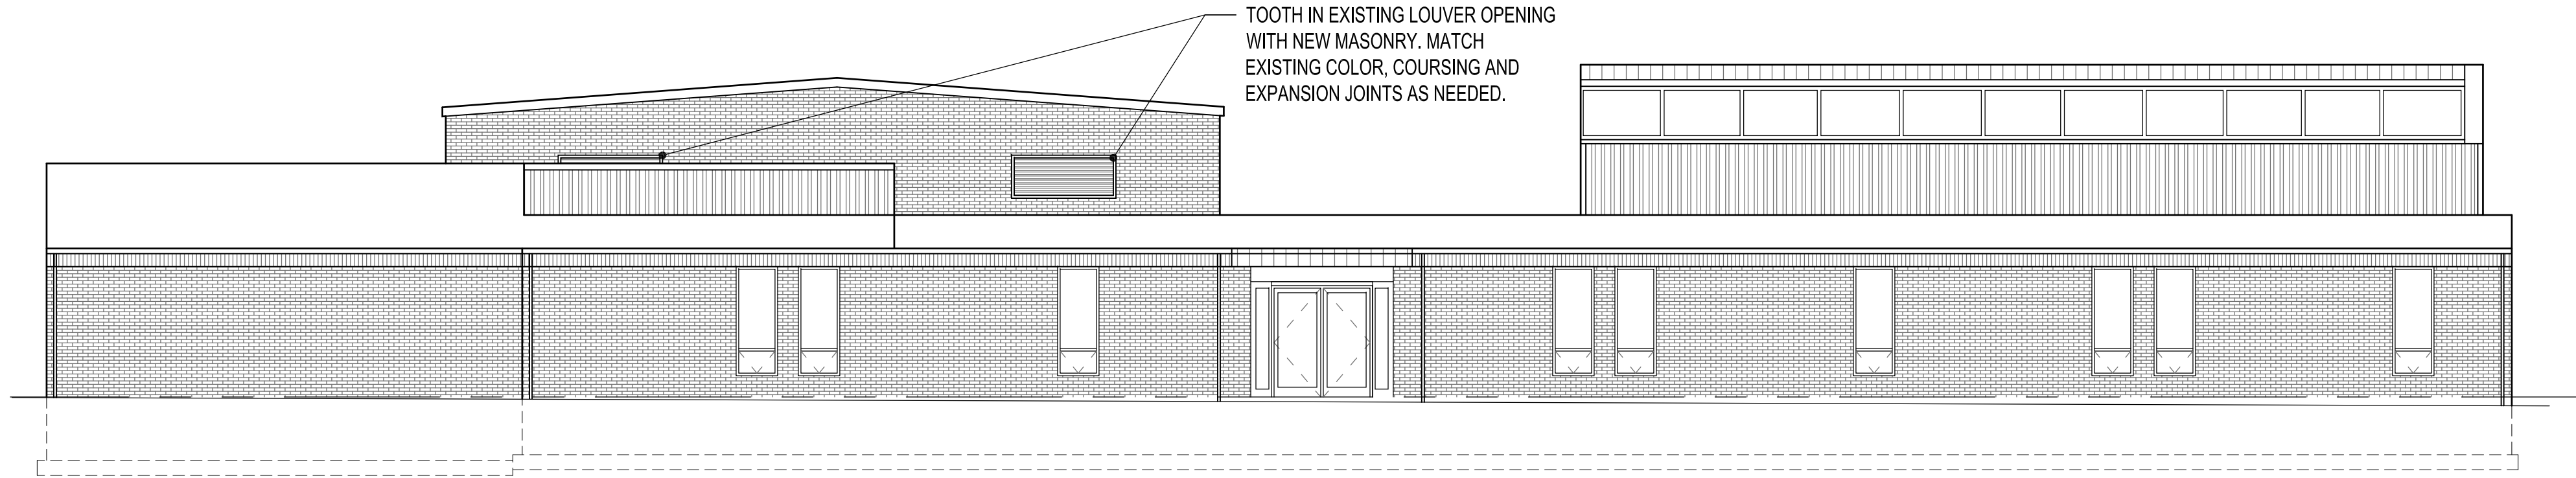 TOOTH IN EXISTING LOUVER OPENING
WITH NEW MASONRY. MATCH
EXISTING COLOR, COURSING AND
EXPANSION JOINTS AS NEEDED.